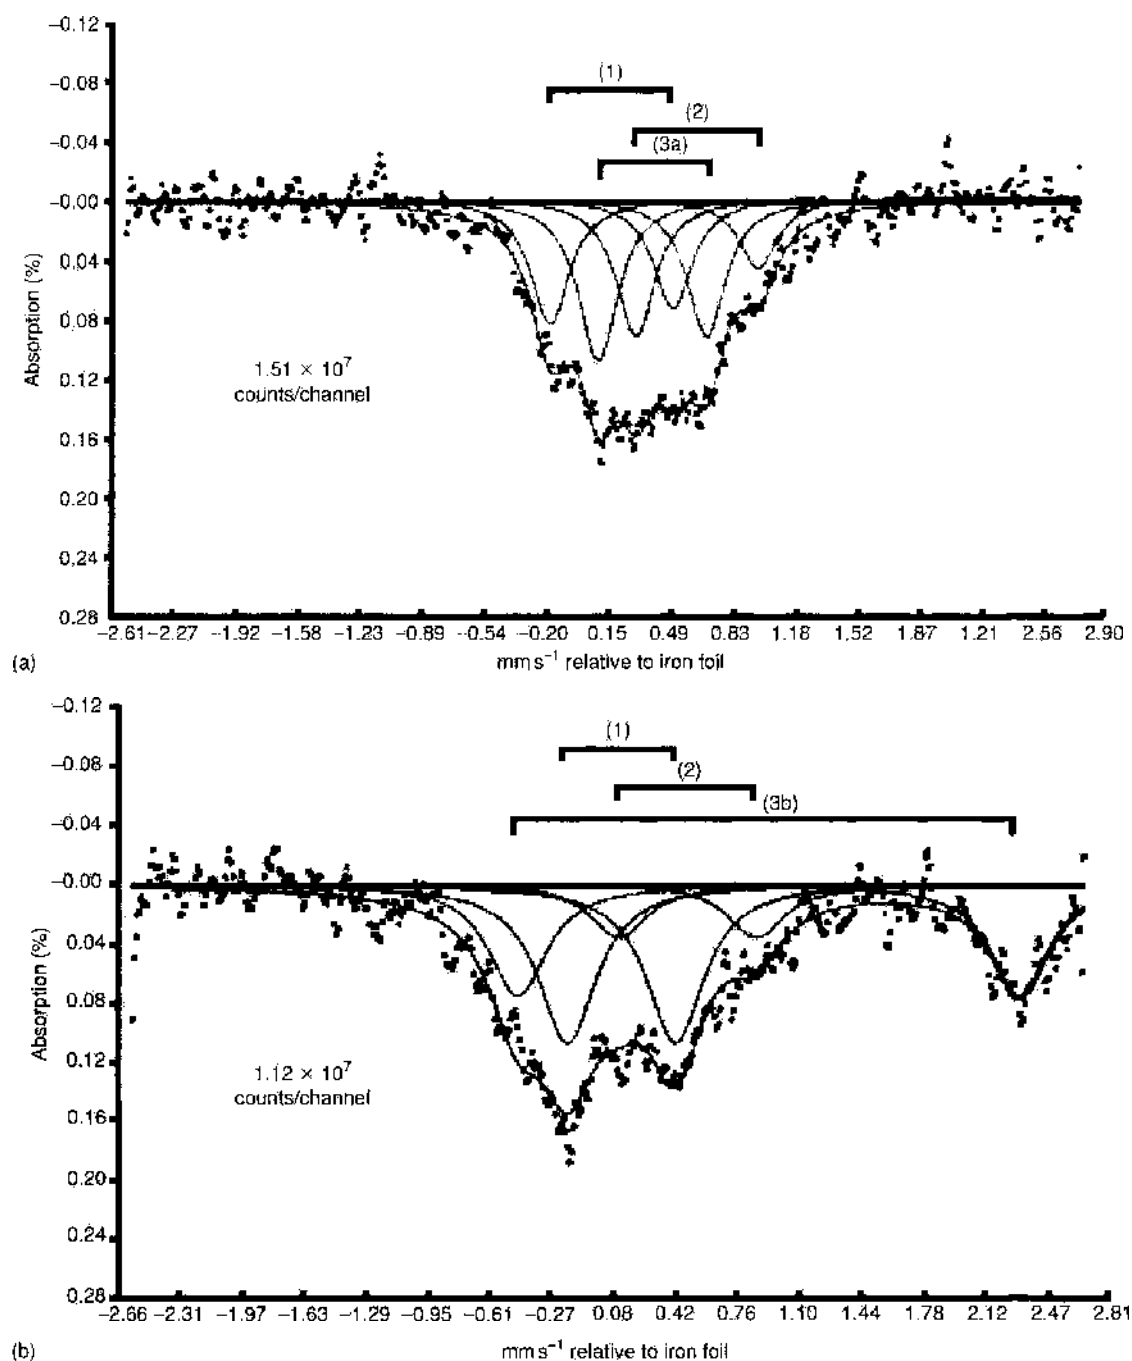 −0.12
(1)
−0.08
(2)
−0.04
(3a)
−0.00
0.04
0.08
0.12
0.16
0.20
0.24
0.28
Absorption (%)
1.51 × 10⁷
counts/channel
−2.61 −2.27 −1.92 −1.58 −1.23 −0.89 −0.54 −0.20 0.15 0.49 0.83 1.18 1.52 1.87 1.21 2.56 2.90
(a)
mm s⁻¹ relative to iron foil
−0.12
(1)
−0.08
(2)
(3b)
−0.04
−0.00
0.04
0.08
0.12
0.16
0.20
0.24
0.28
Absorption (%)
1.12 × 10⁷
counts/channel
−2.66 −2.31 −1.97 −1.63 −1.29 −0.95 −0.61 −0.27 0.08 0.42 0.76 1.10 1.44 1.78 2.12 2.47 2.81
(b)
mm s⁻¹ relative to iron foil